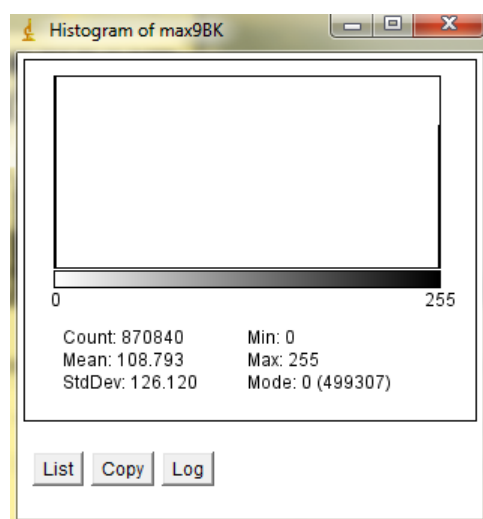 Histogram of max9BK
0 255
Count: 870840 Min: 0
Mean: 108.793 Max: 255
StdDev: 126.120 Mode: 0 (499307)
List Copy Log